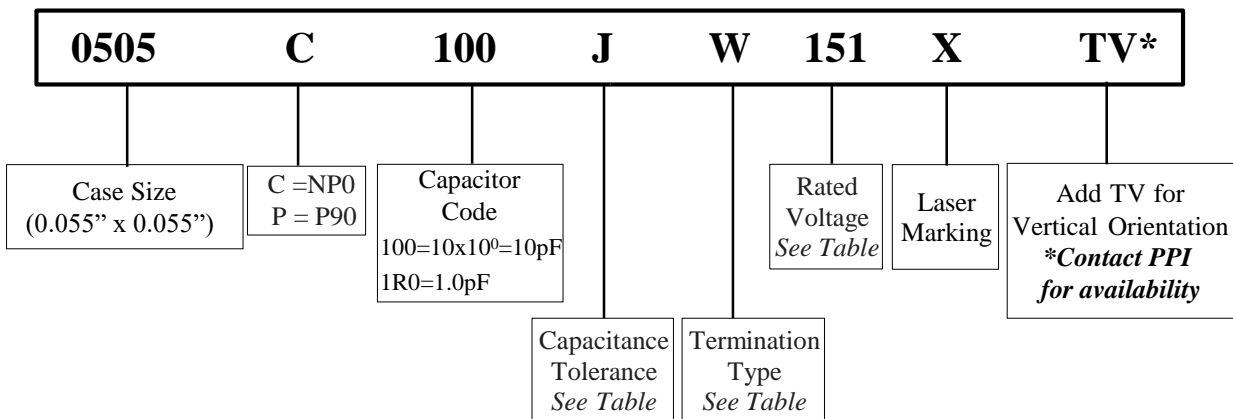 0505 C 100 J W 151 X TV*
Case Size
(0.055” x 0.055”)
C =NP0
P = P90
Capacitor
Code
100=10x10⁰=10pF
1R0=1.0pF
Capacitance
Tolerance
See Table
Termination
Type
See Table
Rated
Voltage
See Table
Laser
Marking
Add TV for
Vertical Orientation
*Contact PPI
for availability